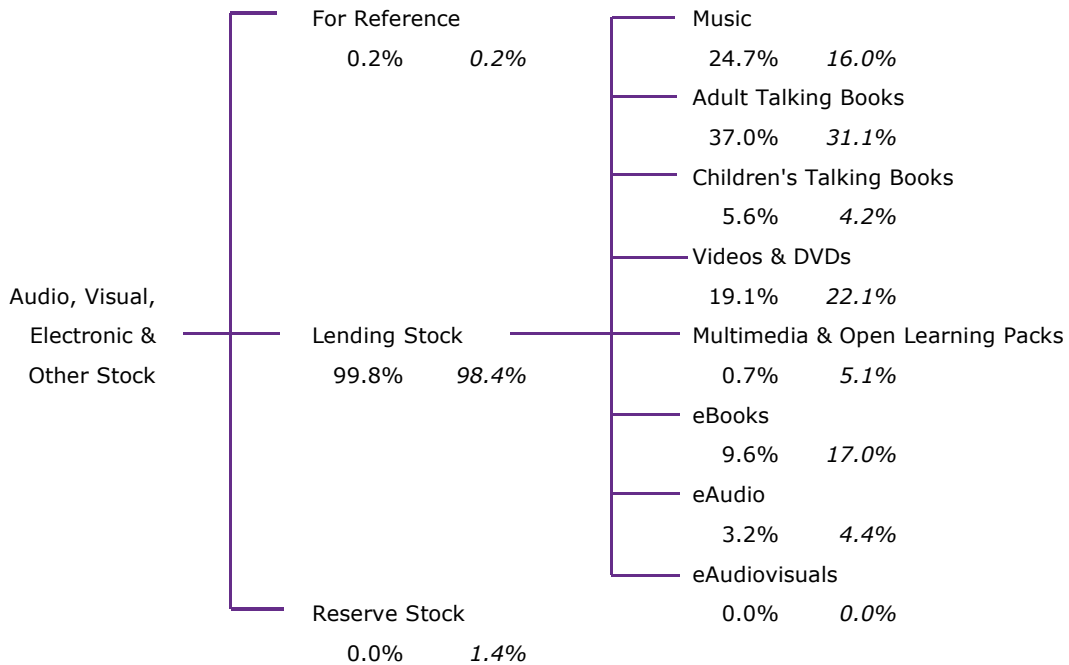 Audio, Visual,
Electronic &
Other Stock
For Reference
0.2% 0.2%
Lending Stock
99.8% 98.4%
Reserve Stock
0.0% 1.4%
Music
24.7% 16.0%
Adult Talking Books
37.0% 31.1%
Children's Talking Books
5.6% 4.2%
Videos & DVDs
19.1% 22.1%
Multimedia & Open Learning Packs
0.7% 5.1%
eBooks
9.6% 17.0%
eAudio
3.2% 4.4%
eAudiovisuals
0.0% 0.0%